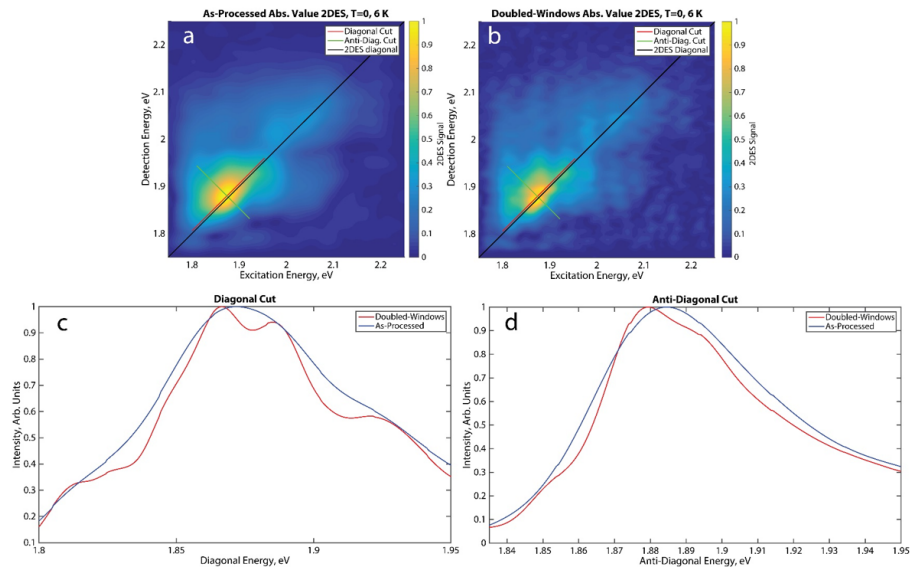 As-Processed Abs. Value 2DES, T=0, 6 K
a
Diagonal Cut
Anti-Diag. Cut
2DES diagonal
2.2
2.1
2
1.9
1.8
Detection Energy, eV
1.8
1.9
2
2.1
2.2
Excitation Energy, eV
1
0.9
0.8
0.7
0.6
0.5
0.4
0.3
0.2
0.1
0
2DES Signal
Doubled-Windows Abs. Value 2DES, T=0, 6 K
b
Diagonal Cut
Anti-Diag. Cut
2DES Diagonal
2.2
2.1
2
1.9
1.8
Detection Energy, eV
1.8
1.9
2
2.1
2.2
Excitation Energy, eV
1
0.9
0.8
0.7
0.6
0.5
0.4
0.3
0.2
0.1
0
2DES Signal
Diagonal Cut
c
Doubled-Windows
As-Processed
1
0.9
0.8
0.7
0.6
0.5
0.4
0.3
0.2
0.1
Intensity, Arb. Units
1.8
1.85
1.9
1.95
Diagonal Energy, eV
Anti-Diagonal Cut
d
Doubled-Windows
As-Processed
1
0.9
0.8
0.7
0.6
0.5
0.4
0.3
0.2
0.1
0
Intensity, Arb. Units
1.84
1.85
1.86
1.87
1.88
1.89
1.9
1.91
1.92
1.93
1.94
1.95
Anti-Diagonal Energy, eV